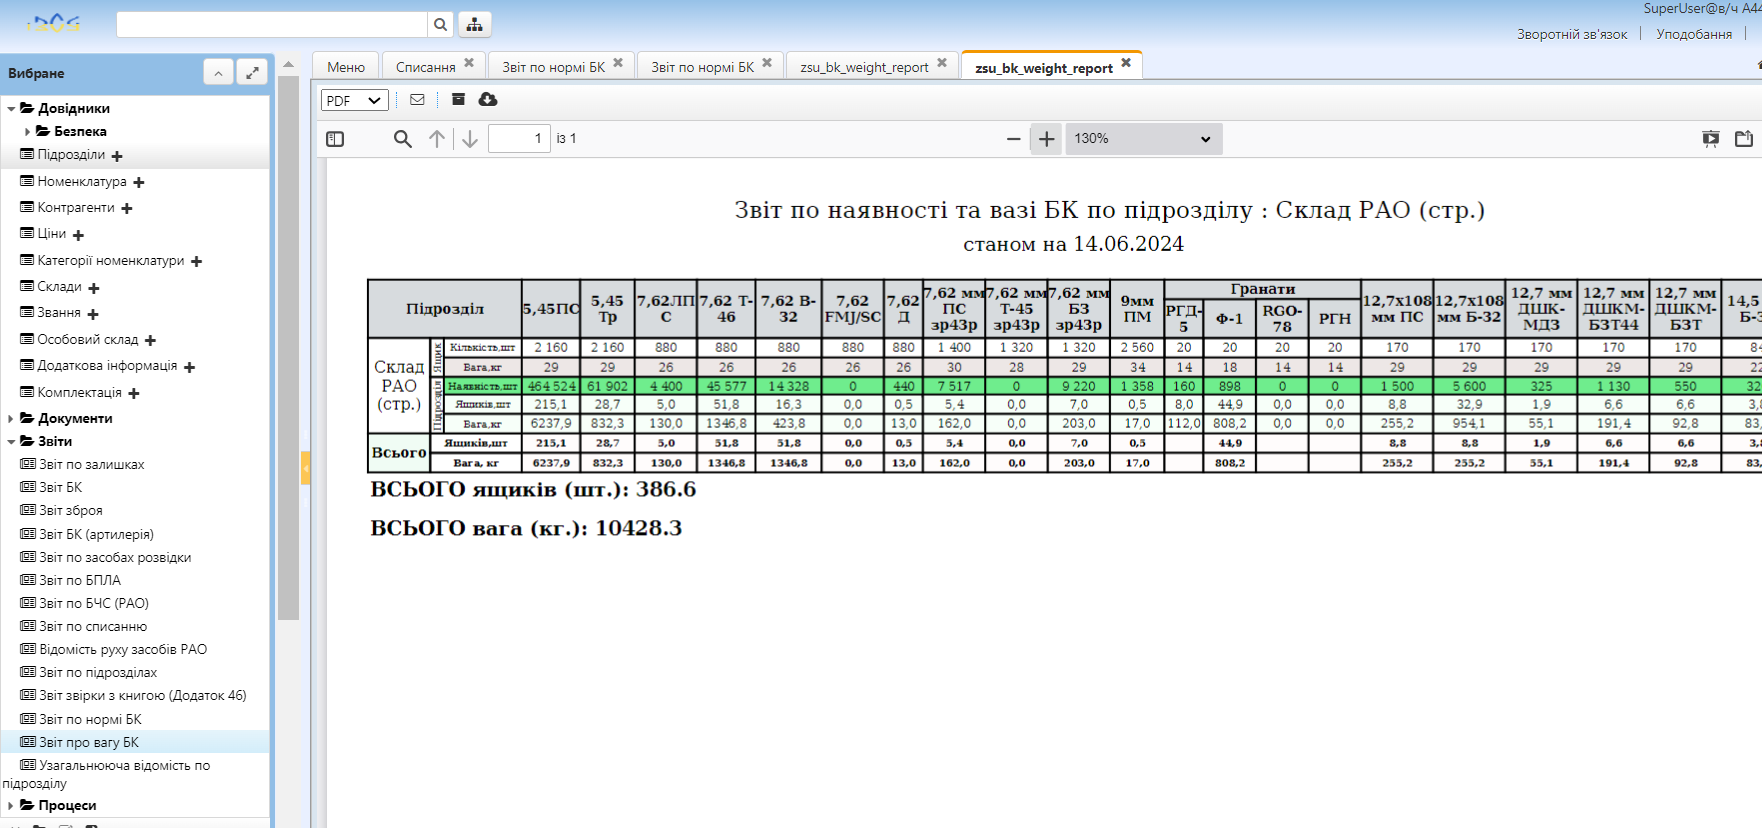 ідос
SuperUser@в/ч А44
Зворотній зв'язок
Уподобання
Вибране
Меню
Списання
Звіт по нормі БК
Звіт по нормі БК
zsu_bk_weight_report
zsu_bk_weight_report
PDF
1 із 1
130%
Довідники
Безпека
Підрозділи
Номенклатура
Контрагенти
Ціни
Категорії номенклатури
Склади
Звання
Особовий склад
Додаткова інформація
Комплектація
Документи
Звіти
Звіт по залишках
Звіт БК
Звіт зброя
Звіт БК (артилерія)
Звіт по засобах розвідки
Звіт по БПЛА
Звіт по БЧС (РАО)
Звіт по списанню
Відомість руху засобів РАО
Звіт по підрозділах
Звіт звірки з книгою (Додаток 46)
Звіт по нормі БК
Звіт про вагу БК
Узагальнююча відомість по
підрозділу
Процеси
Звіт по наявності та вазі БК по підрозділу : Склад РАО (стр.)
станом на 14.06.2024
Підрозділ 5,45ПС 5,45 Тр 7,62ЛПС 7,62 Т-46 7,62 Б-32 7,62 FMJ/SC 7,62 Д 7,62 мм ПС зр43р 7,62 мм Т-45 зр43р 7,62 мм БЗ зр43р 9мм ПМ Гранати РГД-5 Ф-1 RGO-78 РГН 12,7х108 мм ПС 12,7х108 мм Б-32 12,7 мм ДШК-МДЗ 12,7 мм ДШКМ-БЗТ44 12,7 мм ДШКМ-БЗТ 14,5 Б-3
Склад РАО (стр.)
Ящик
Кількість,шт 2 160 2 160 880 880 880 880 880 1 400 1 320 1 320 2 560 20 20 20 20 170 170 170 170 170 84
Вага,кг 29 29 26 26 26 26 26 30 28 29 34 14 18 14 14 29 29 29 29 29 22
Підрозділ
Наявність,шт 464 524 61 902 4 400 45 577 14 328 0 440 7 517 0 9 220 1 358 160 898 0 0 1 500 5 600 325 1 130 550 32
Ящиків,шт 215,1 28,7 5,0 51,8 16,3 0,0 0,5 5,4 0,0 7,0 0,5 8,0 44,9 0,0 0,0 8,8 32,9 1,9 6,6 6,6 3,8
Вага,кг 6237,9 832,3 130,0 1346,8 423,8 0,0 13,0 162,0 0,0 203,0 17,0 112,0 808,2 0,0 0,0 255,2 954,1 55,1 191,4 92,8 83,
Всього
Ящиків,шт 215,1 28,7 5,0 51,8 51,8 0,0 0,5 5,4 0,0 7,0 0,5 44,9 8,8 8,8 1,9 6,6 6,6 3,8
Вага, кг 6237,9 832,3 130,0 1346,8 1346,8 0,0 13,0 162,0 0,0 203,0 17,0 808,2 255,2 255,2 55,1 191,4 92,8 83,
ВСЬОГО ящиків (шт.): 386.6
ВСЬОГО вага (кг.): 10428.3